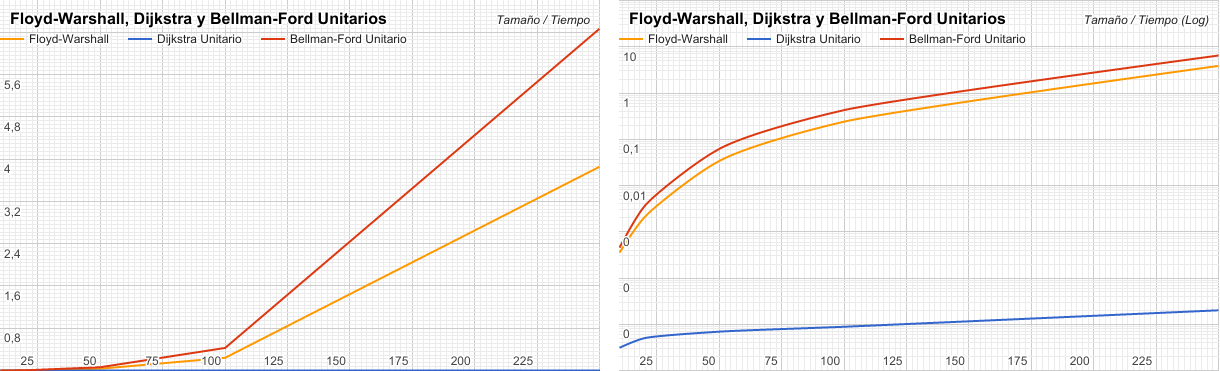 Floyd-Warshall, Dijkstra y Bellman-Ford Unitarios
Tamaño / Tiempo
Floyd-Warshall Dijkstra Unitario Bellman-Ford Unitario
5,6
4,8
4
3,2
2,4
1,6
0,8
25 50 75 100 125 150 175 200 225
Floyd-Warshall, Dijkstra y Bellman-Ford Unitarios
Tamaño / Tiempo (Log)
Floyd-Warshall Dijkstra Unitario Bellman-Ford Unitario
10
1
0,1
0,01
0
0
0
25 50 75 100 125 150 175 200 225